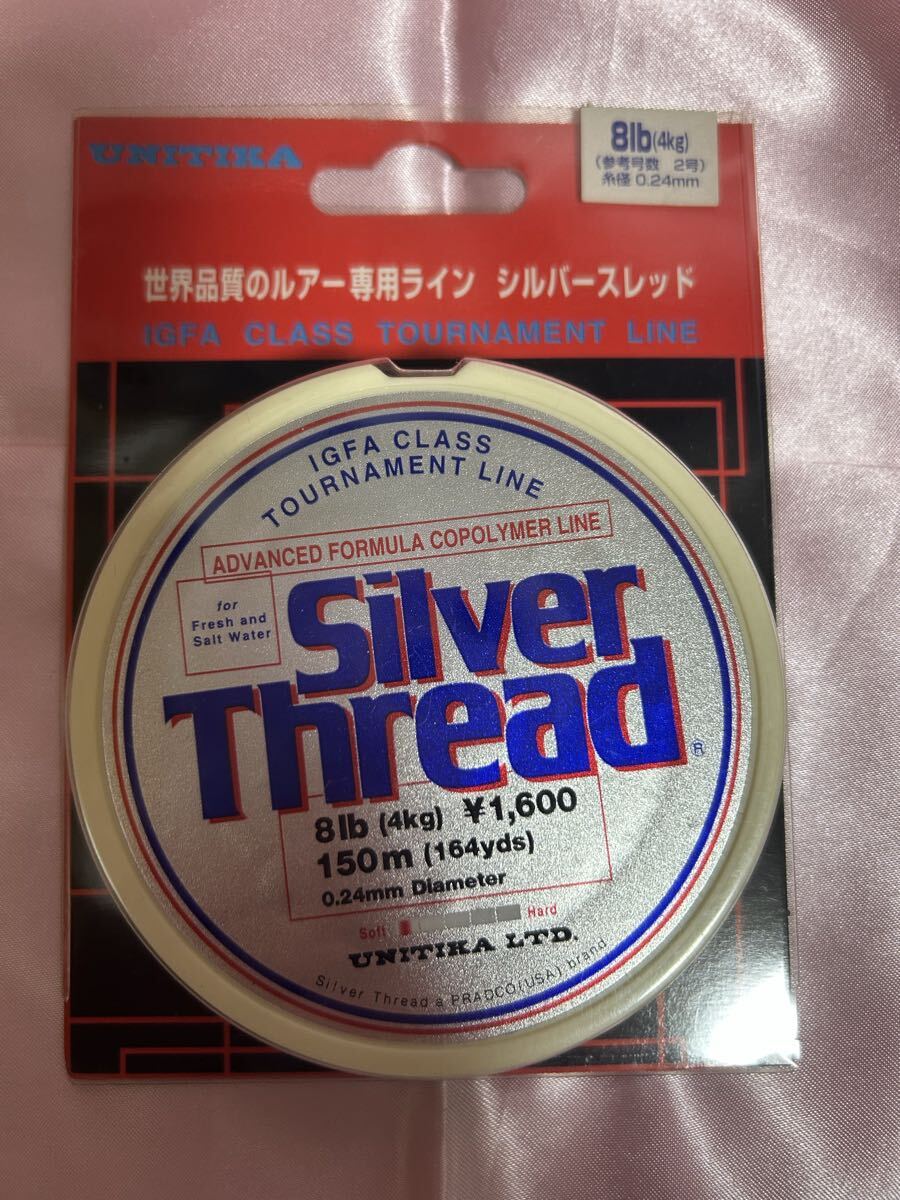 UNITIKA
8lb(4kg)
(参考号数 2号)
糸径 0.24mm
世界品質のルアー専用ライン シルバースレッド
IGFA CLASS TOURNAMENT LINE
IGFA CLASS
TOURNAMENT LINE
ADVANCED FORMULA COPOLYMER LINE
for
Fresh and
Salt Water
Silver
Thread®
8lb (4kg) ¥1,600
150m (164yds)
0.24mm Diameter
Soft Hard
UNITIKA LTD.
Silver Thread a PRADCO(USA) brand